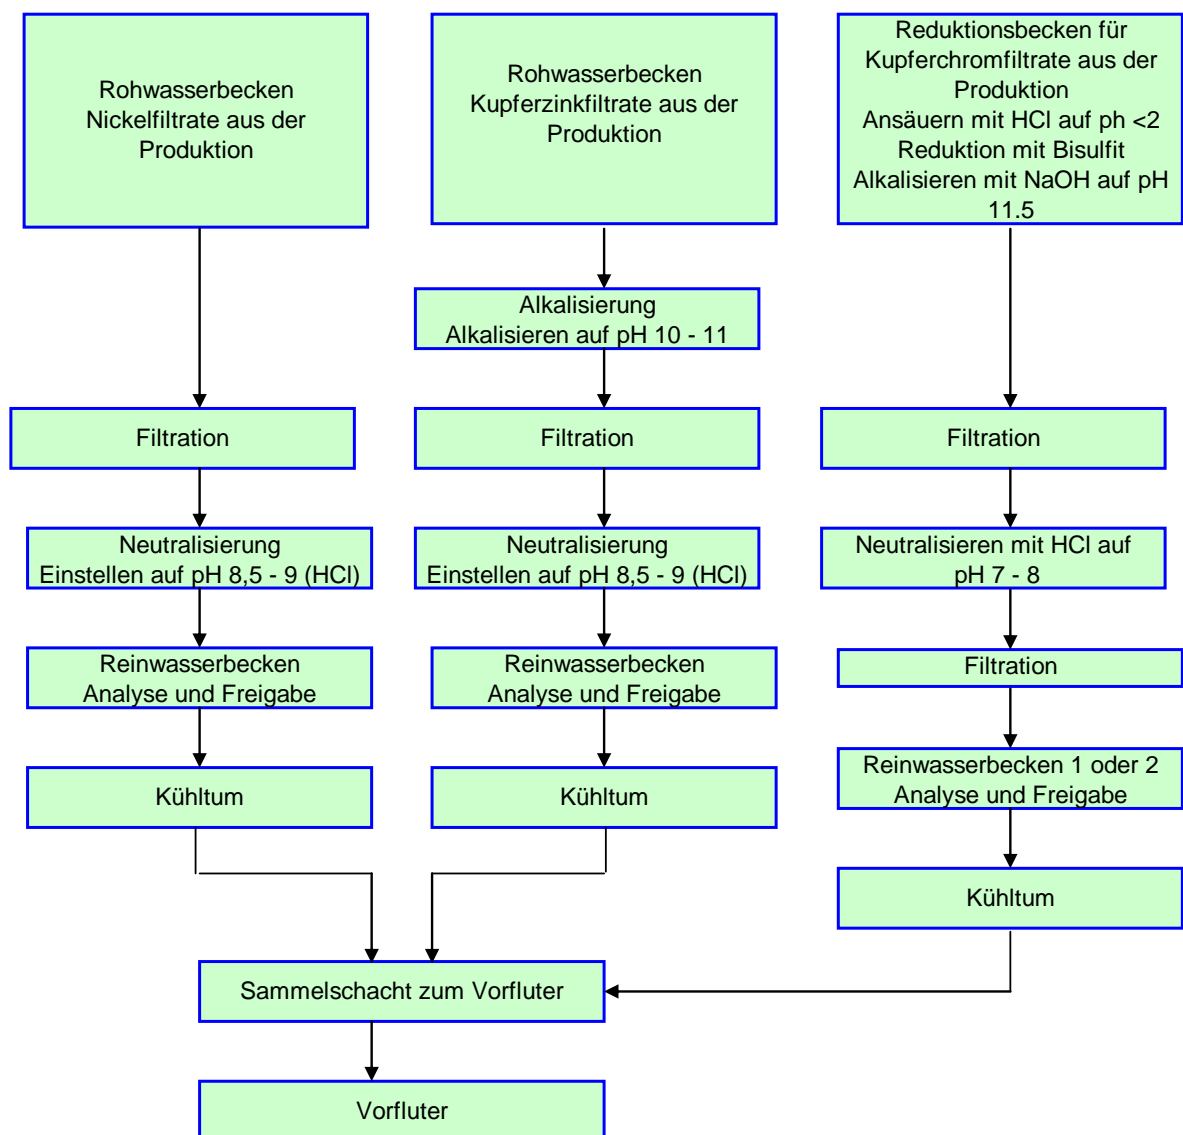 Rohwasserbecken
Nickelfiltrate aus der
Produktion
Rohwasserbecken
Kupferzinkfiltrate aus der
Produktion
Reduktionsbecken für
Kupferchromfiltrate aus der
Produktion
Ansäuern mit HCl auf ph <2
Reduktion mit Bisulfit
Alkalisieren mit NaOH auf pH
11.5
Alkalisierung
Alkalisieren auf pH 10 - 11
Filtration
Filtration
Filtration
Neutralisierung
Einstellen auf pH 8,5 - 9 (HCl)
Neutralisierung
Einstellen auf pH 8,5 - 9 (HCl)
Neutralisieren mit HCl auf
pH 7 - 8
Reinwasserbecken
Analyse und Freigabe
Reinwasserbecken
Analyse und Freigabe
Filtration
Kühltum
Kühltum
Reinwasserbecken 1 oder 2
Analyse und Freigabe
Kühltum
Sammelschacht zum Vorfluter
Vorfluter